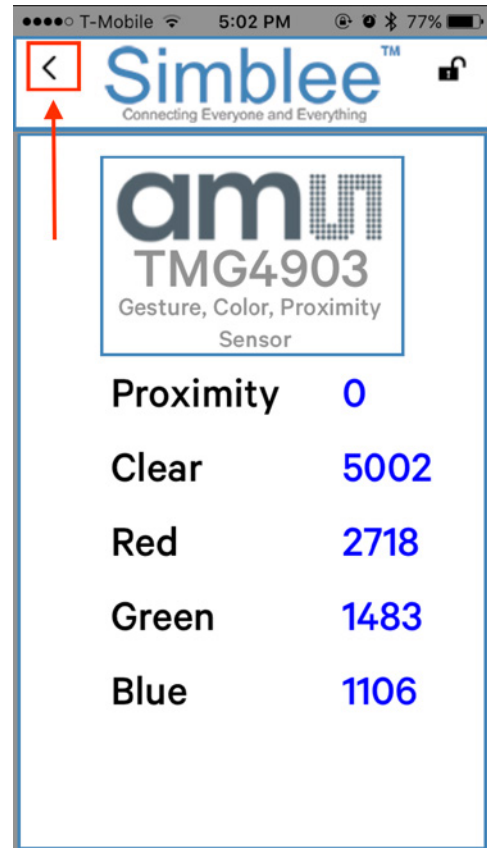 T-Mobile 5:02 PM 77%
Simblee™
Connecting Everyone and Everything
am
TMG4903
Gesture, Color, Proximity
Sensor
Proximity 0
Clear 5002
Red 2718
Green 1483
Blue 1106